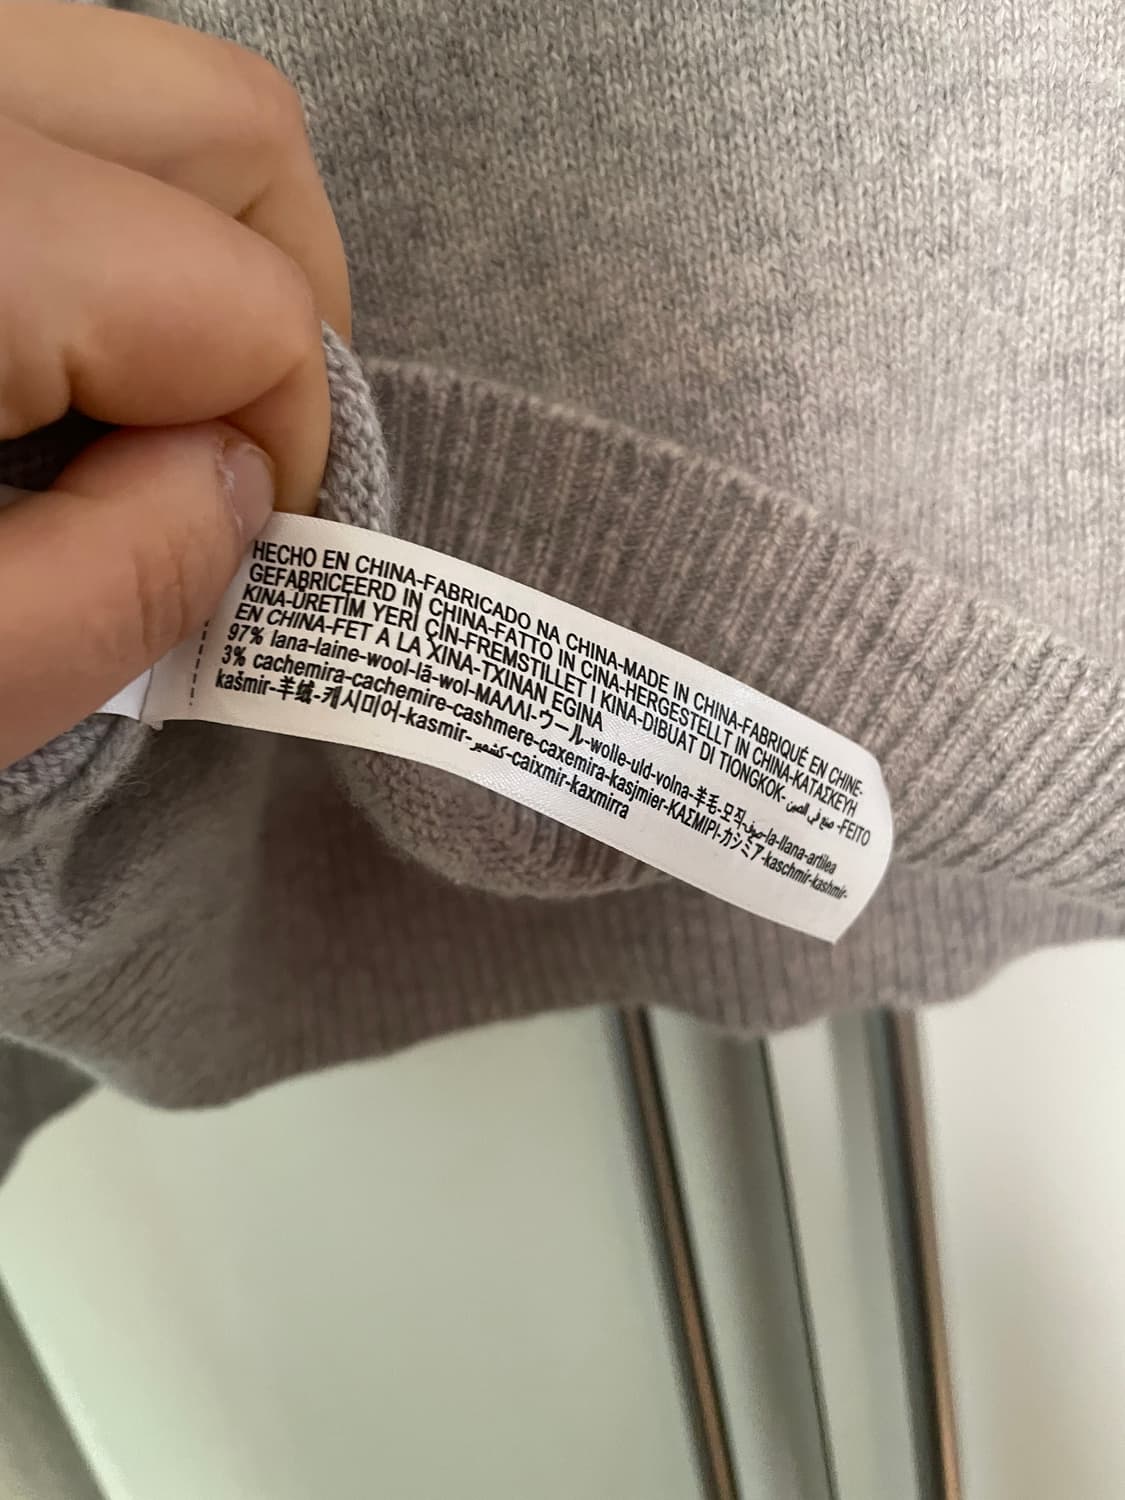 HECHO EN CHINA-FABRICADO NA CHINA-MADE IN CHINA-FABRIQUÉ EN CHINE-
GEFABRICEERD IN CHINA-FATTO IN CINA-HERGESTELLT IN CHINA-ΚΑΤΑΣΚΕΥΗ
KINA-ÜRETİM YERİ ÇİN-FREMSTILLET I KINA-DIBUAT DI TIONGKOK- صنع في الصين -FEITO
EN CHINA-FET A LA XINA-TXINAN EGINA
97% lana-laine-wool-lã-wol-ΜΑΛΛΙ-ウール-wolle-uld-volna-羊毛-모직-صوف-la-llana-artilea
3% cachemira-cachemire-cashmere-caxemira-kasjmier-ΚΑΣΜΙΡΙ-カシミア-kaschmir-kashmir-
kašmir-羊绒-캐시미어-kasmir-كشمير-caixmir-kaxmirra